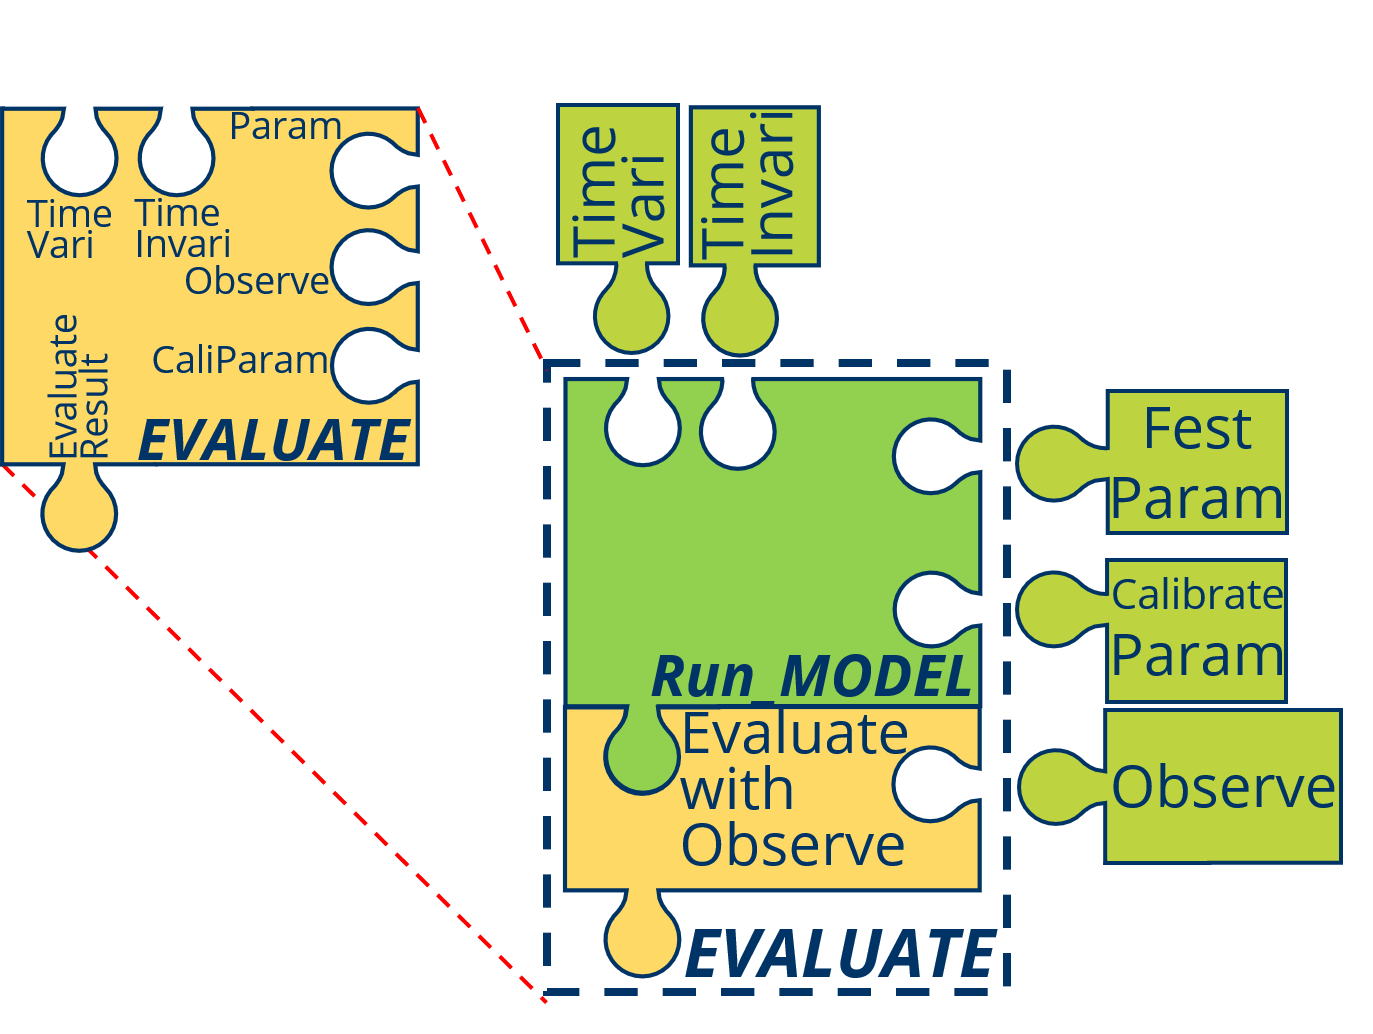 Param
Time
Vari
Time
Invari
Observe
CaliParam
Evaluate
Result
EVALUATE
Time
Vari
Time
Invari
Run_MODEL
Evaluate
with
Observe
EVALUATE
Fest
Param
Calibrate
Param
Observe